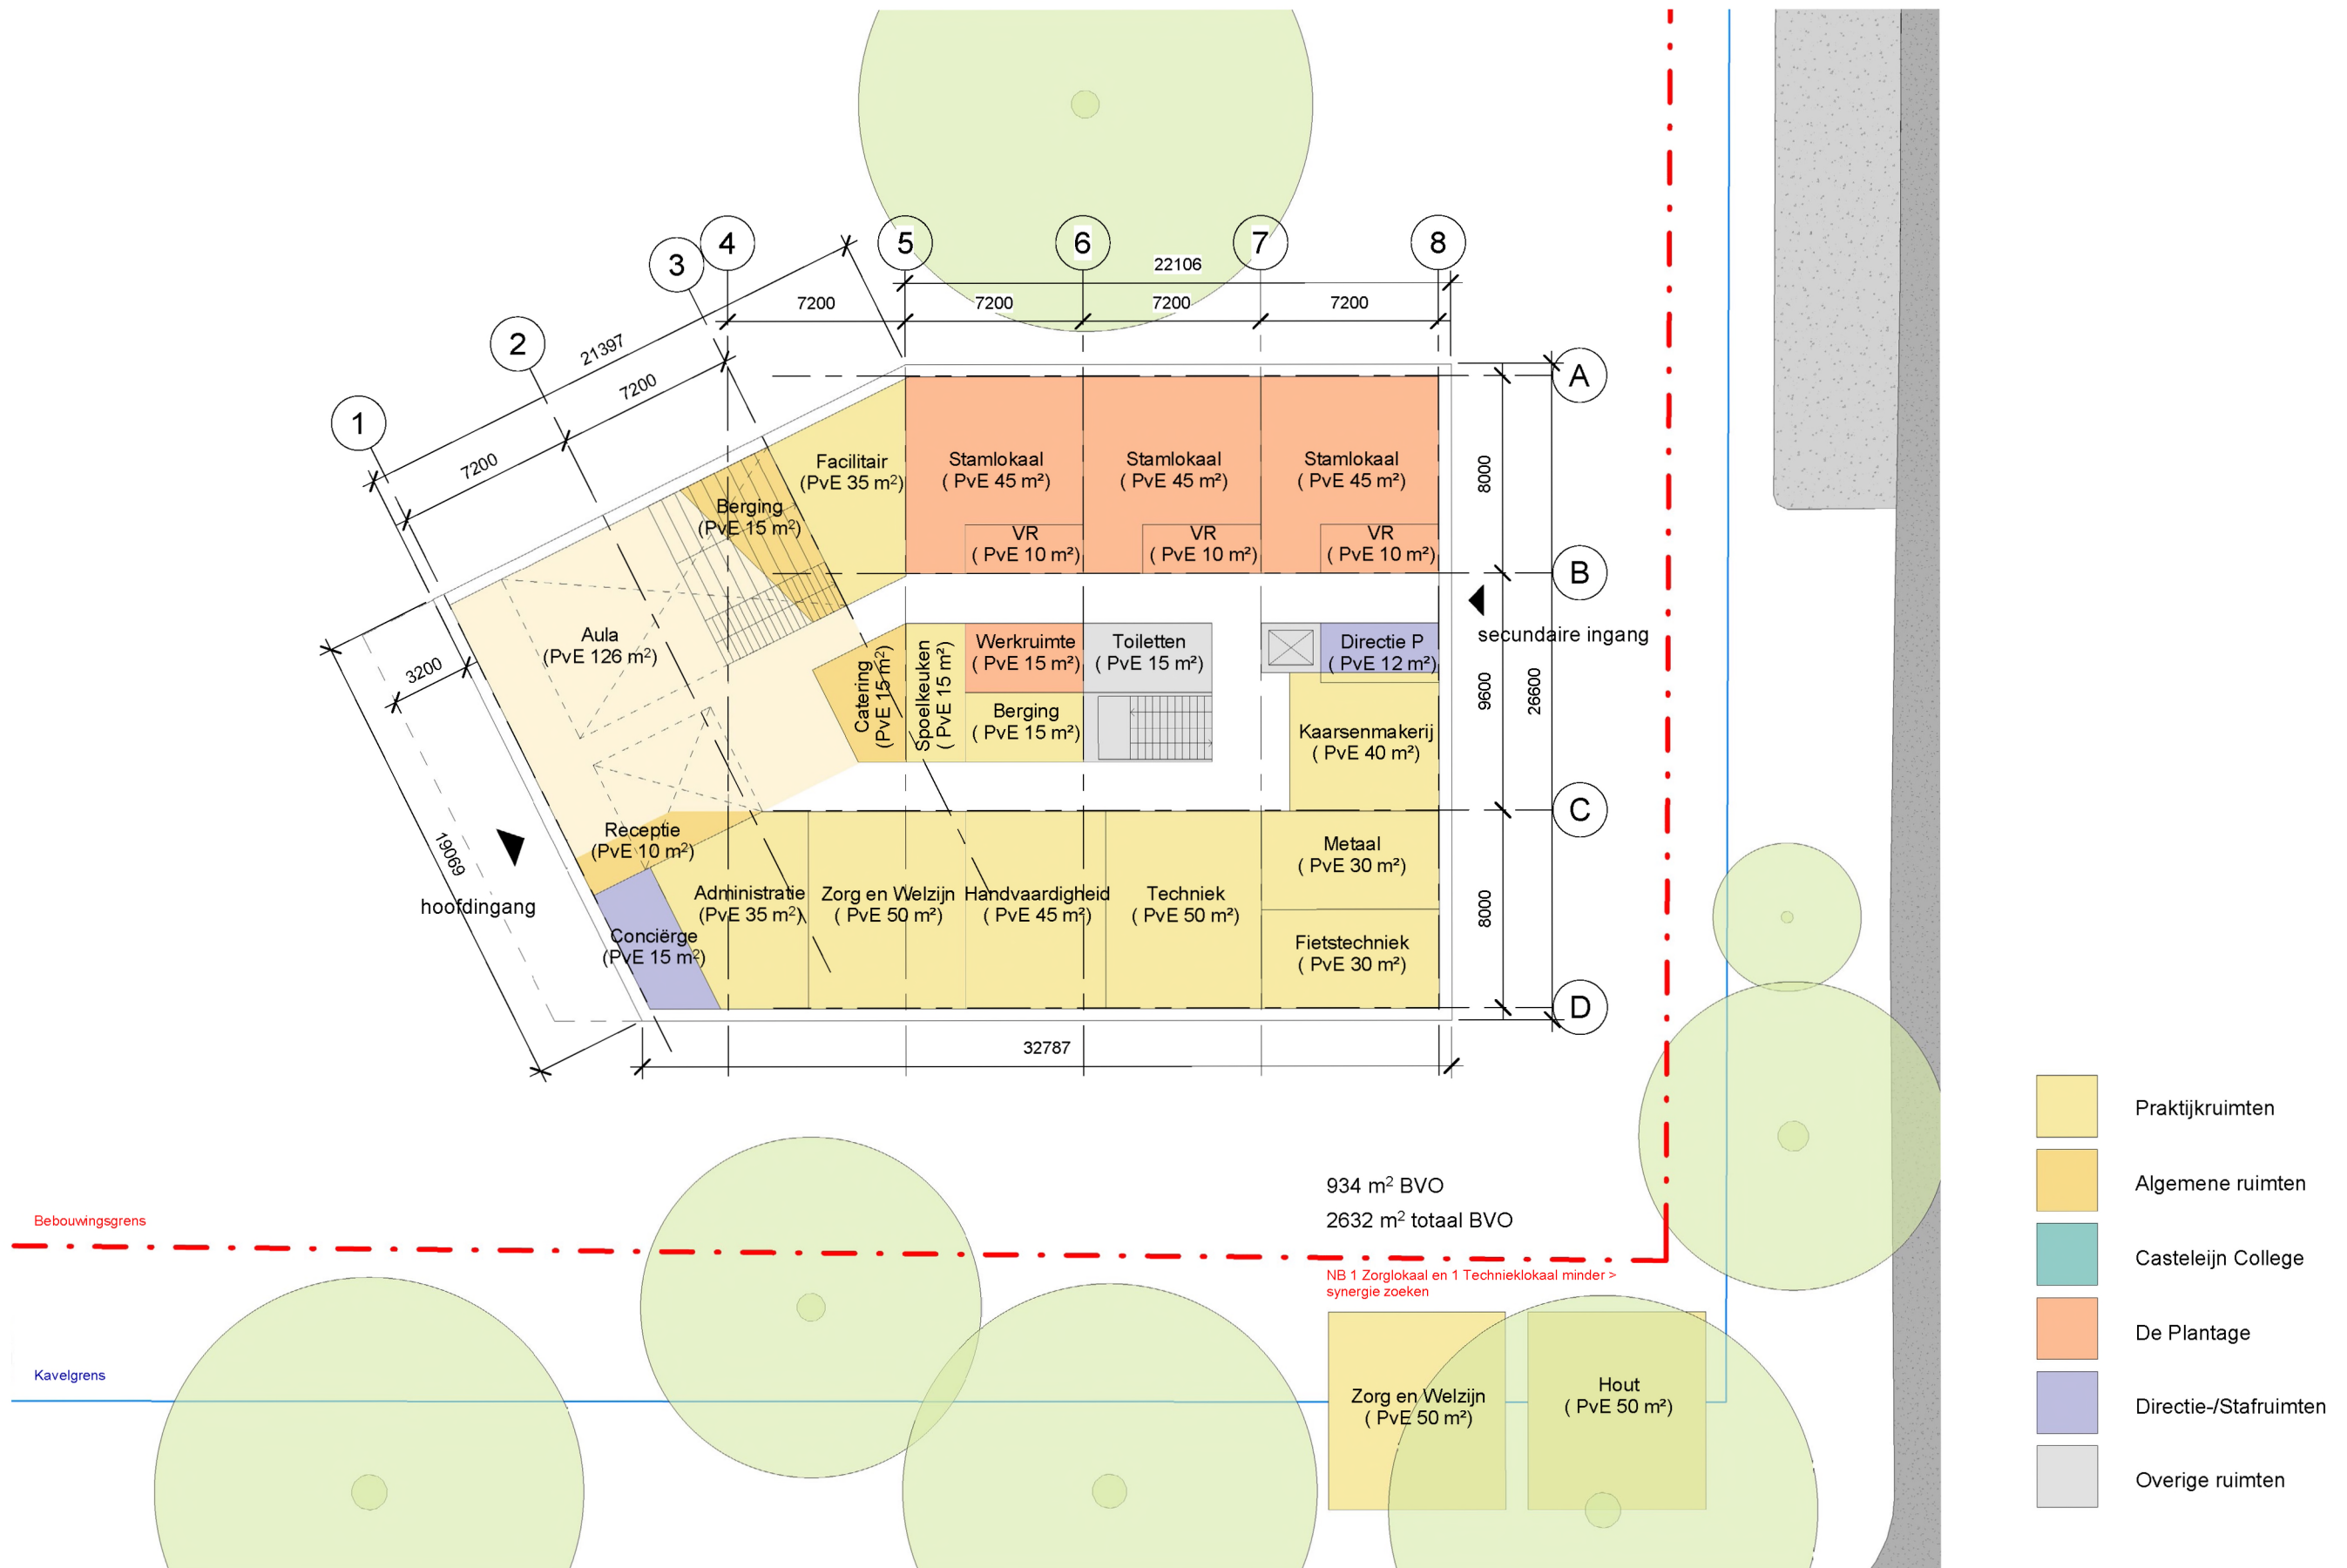 4
5
6
7
8
3
22106
7200
7200
7200
7200
2
21397
7200
1
7200
A
Facilitair
(PvE 35 m²)
Stamlokaal
( PvE 45 m²)
Stamlokaal
( PvE 45 m²)
Stamlokaal
( PvE 45 m²)
8000
Berging
(PvE 15 m²)
VR
( PvE 10 m²)
VR
( PvE 10 m²)
VR
( PvE 10 m²)
B
secundaire ingang
Aula
(PvE 126 m²)
3200
Catering
(PvE 15 m²)
Spoelkeuken
( PvE 15 m²)
Werkruimte
( PvE 15 m²)
Toiletten
( PvE 15 m²)
Directie P
( PvE 12 m²)
9600
26600
Berging
( PvE 15 m²)
Kaarsenmakerij
( PvE 40 m²)
C
19069
hoofdingang
Receptie
(PvE 10 m²)
Conciërge
(PvE 15 m²)
Administratie
(PvE 35 m²)
Zorg en Welzijn
( PvE 50 m²)
Handvaardigheid
( PvE 45 m²)
Techniek
( PvE 50 m²)
Metaal
( PvE 30 m²)
Fietstechniek
( PvE 30 m²)
8000
D
32787
934 m² BVO
2632 m² totaal BVO
Bebouwingsgrens
NB 1 Zorglokaal en 1 Technieklokaal minder >
synergie zoeken
Kavelgrens
Zorg en Welzijn
( PvE 50 m²)
Hout
( PvE 50 m²)
Praktijkruimten
Algemene ruimten
Casteleijn College
De Plantage
Directie-/Stafruimten
Overige ruimten